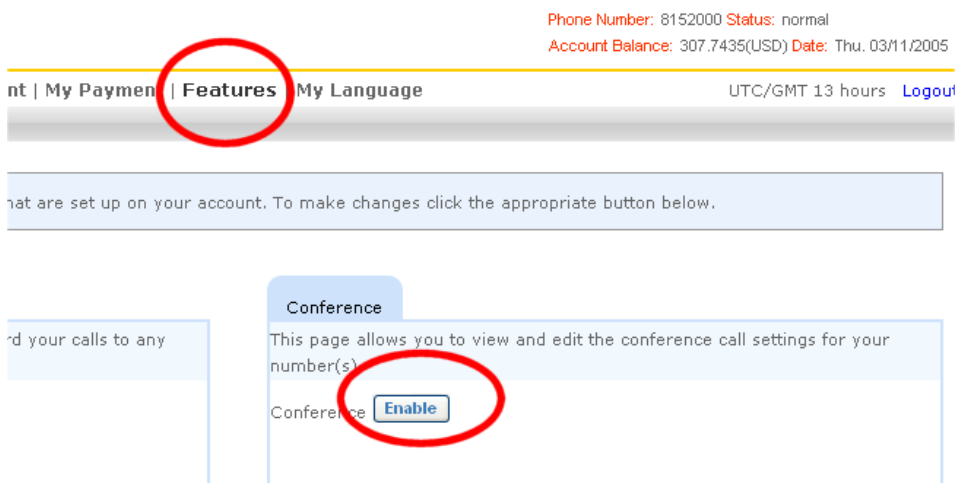 Phone Number: 8152000 Status: normal
Account Balance: 307.7435(USD) Date: Thu. 03/11/2005
nt | My Payment | Features | My Language UTC/GMT 13 hours Logout
hat are set up on your account. To make changes click the appropriate button below.
Conference
rd your calls to any
This page allows you to view and edit the conference call settings for your
number(s)
Conference Enable